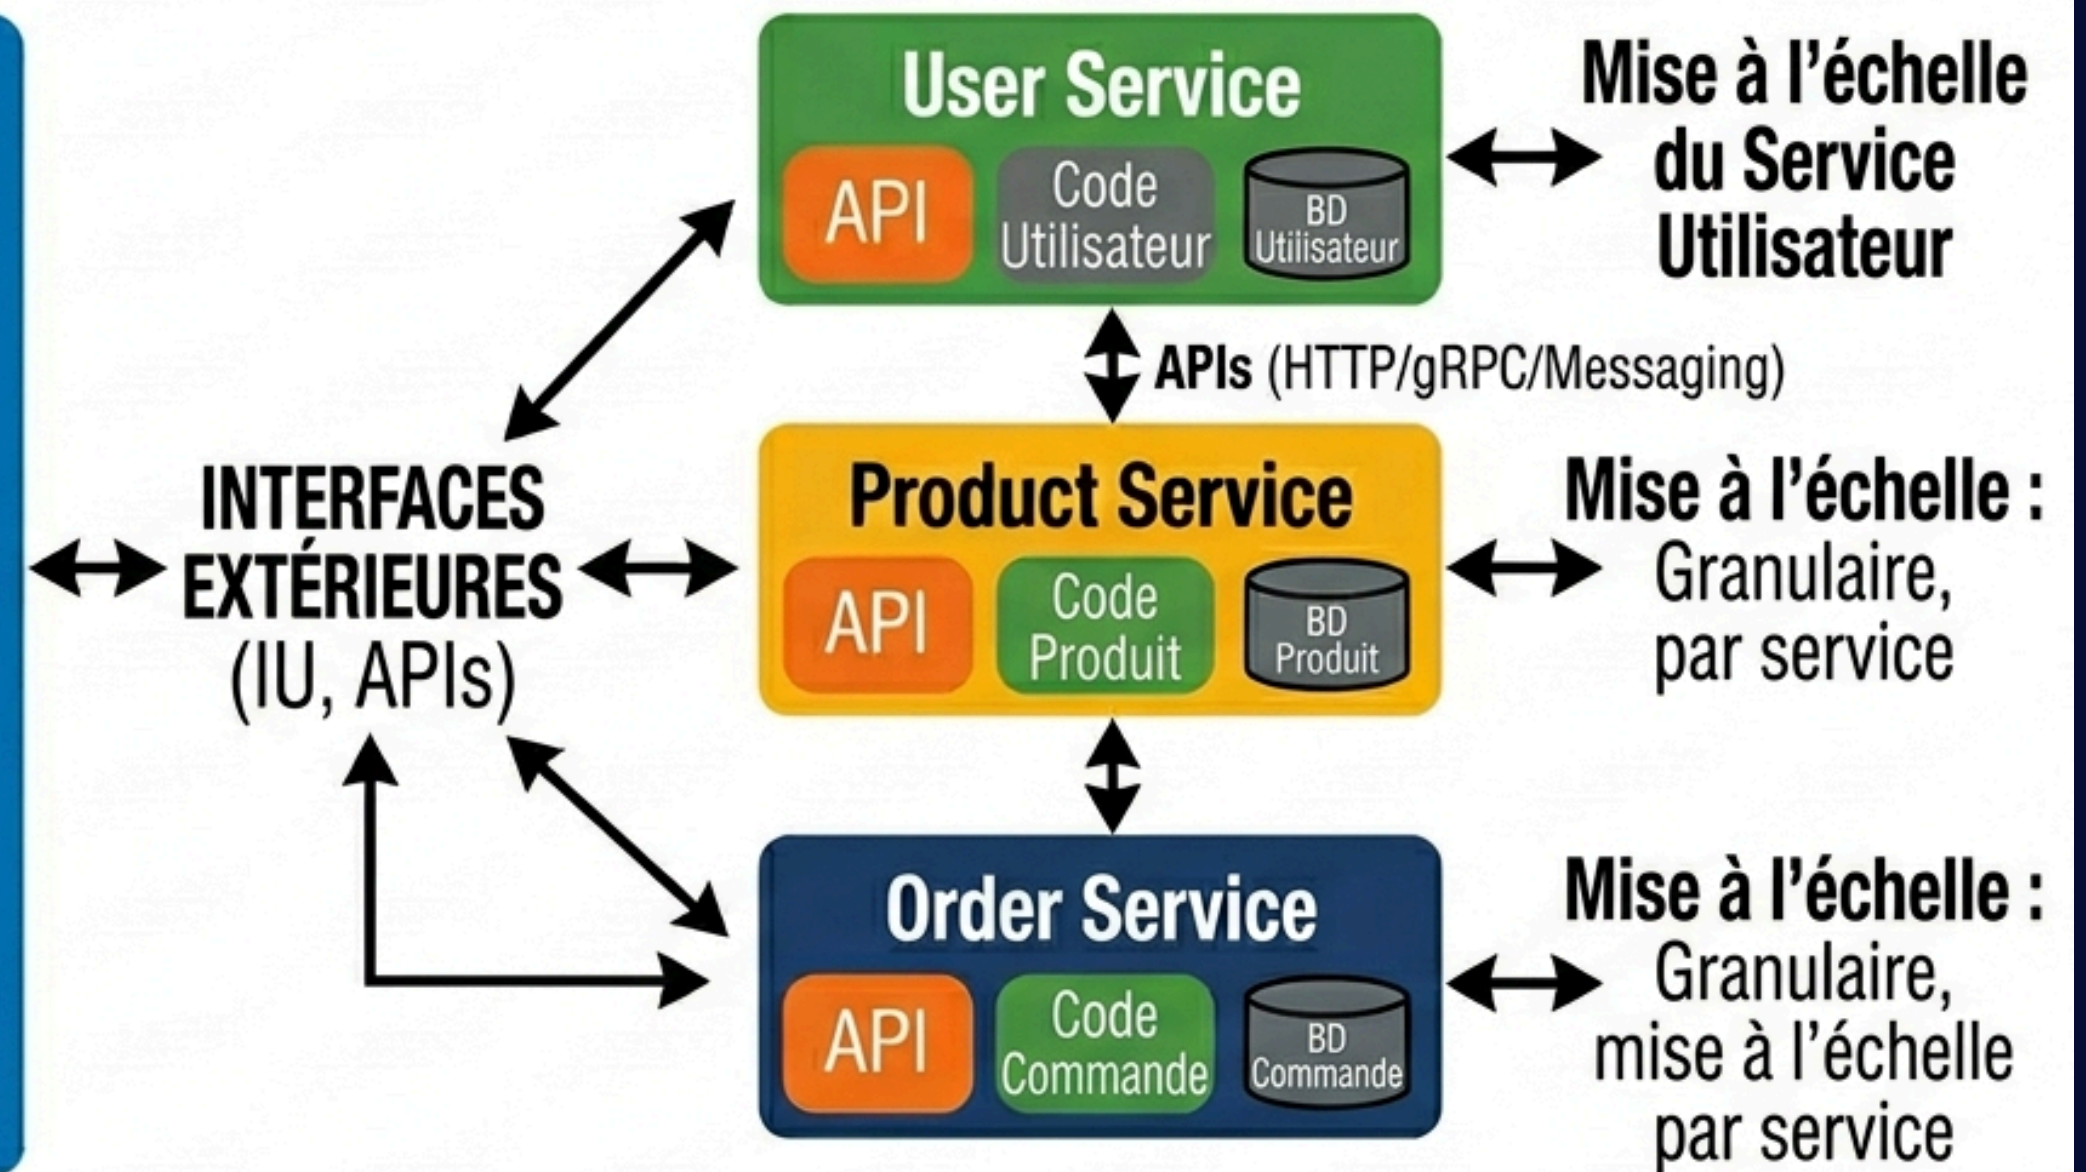 User Service
API
Code
Utilisateur
BD
Utilisateur
Mise à l'échelle
du Service
Utilisateur
APIs (HTTP/gRPC/Messaging)
INTERFACES
EXTÉRIEURES
(IU, APIs)
Product Service
API
Code
Produit
BD
Produit
Mise à l'échelle :
Granulaire,
par service
Order Service
API
Code
Commande
BD
Commande
Mise à l'échelle :
Granulaire,
mise à l'échelle
par service